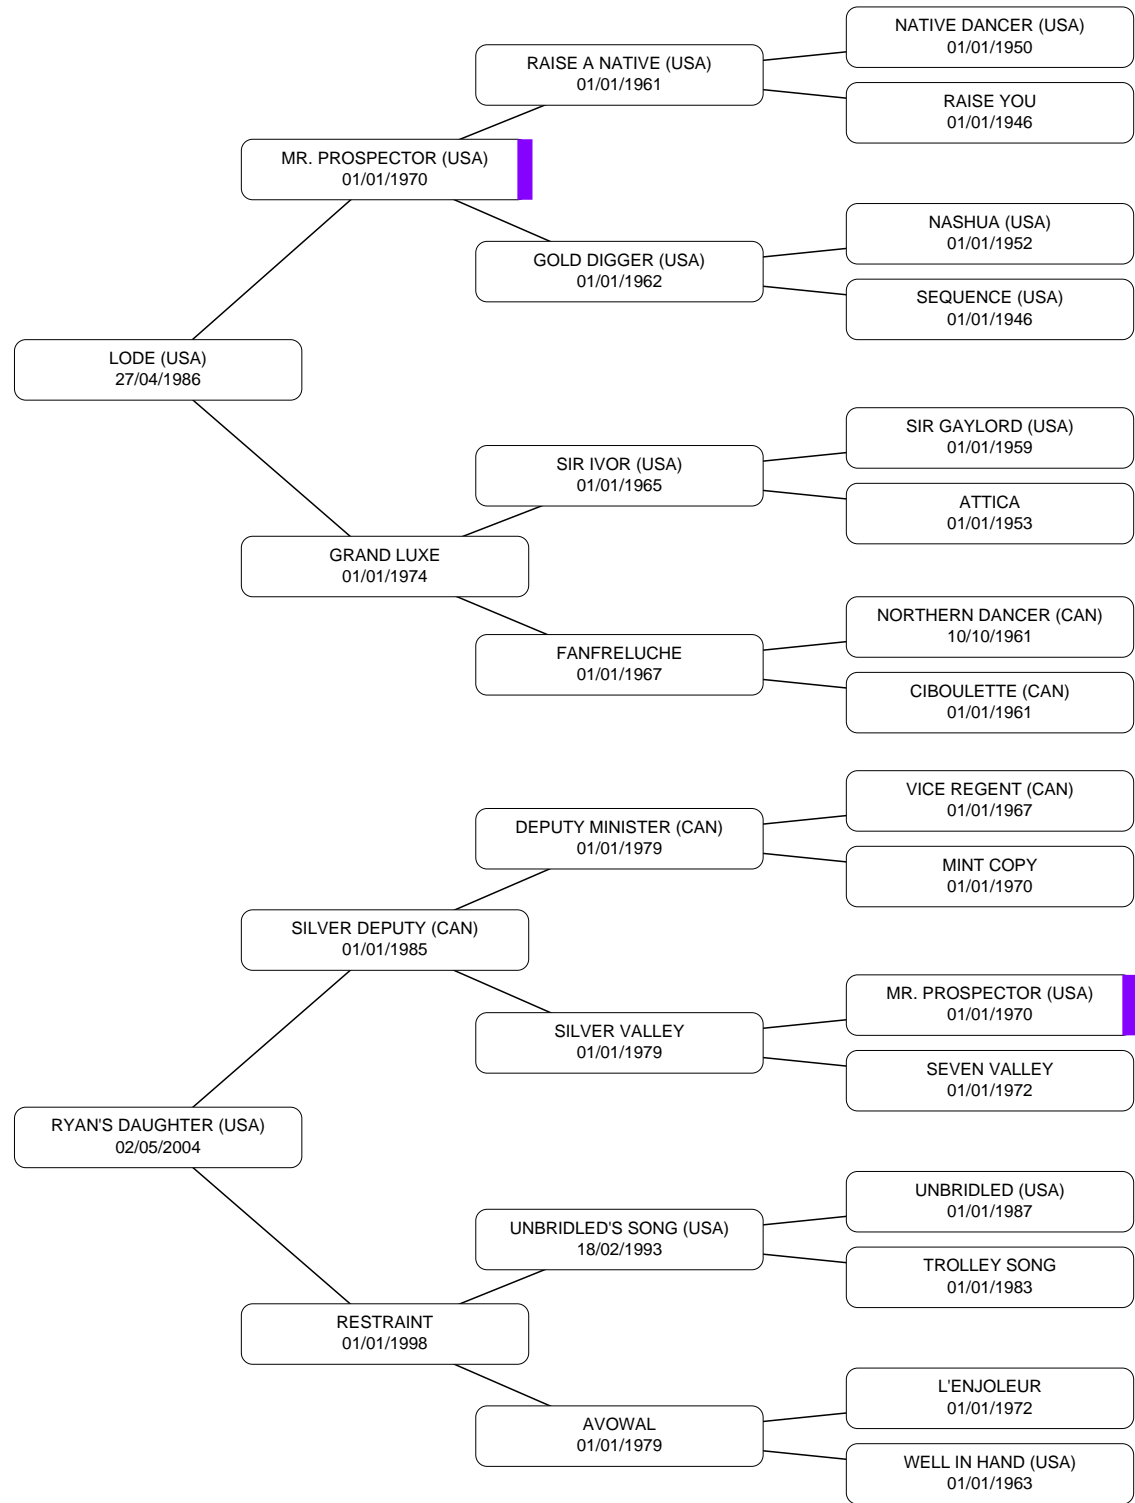 NATIVE DANCER (USA)
01/01/1950
RAISE A NATIVE (USA)
01/01/1961
RAISE YOU
01/01/1946
MR. PROSPECTOR (USA)
01/01/1970
NASHUA (USA)
01/01/1952
GOLD DIGGER (USA)
01/01/1962
SEQUENCE (USA)
01/01/1946
LODE (USA)
27/04/1986
SIR GAYLORD (USA)
01/01/1959
SIR IVOR (USA)
01/01/1965
ATTICA
01/01/1953
GRAND LUXE
01/01/1974
NORTHERN DANCER (CAN)
10/10/1961
FANFRELUCHE
01/01/1967
CIBOULETTE (CAN)
01/01/1961
VICE REGENT (CAN)
01/01/1967
DEPUTY MINISTER (CAN)
01/01/1979
MINT COPY
01/01/1970
SILVER DEPUTY (CAN)
01/01/1985
MR. PROSPECTOR (USA)
01/01/1970
SILVER VALLEY
01/01/1979
SEVEN VALLEY
01/01/1972
RYAN'S DAUGHTER (USA)
02/05/2004
UNBRIDLED (USA)
01/01/1987
UNBRIDLED'S SONG (USA)
18/02/1993
TROLLEY SONG
01/01/1983
RESTRAINT
01/01/1998
L'ENJOLEUR
01/01/1972
AVOWAL
01/01/1979
WELL IN HAND (USA)
01/01/1963